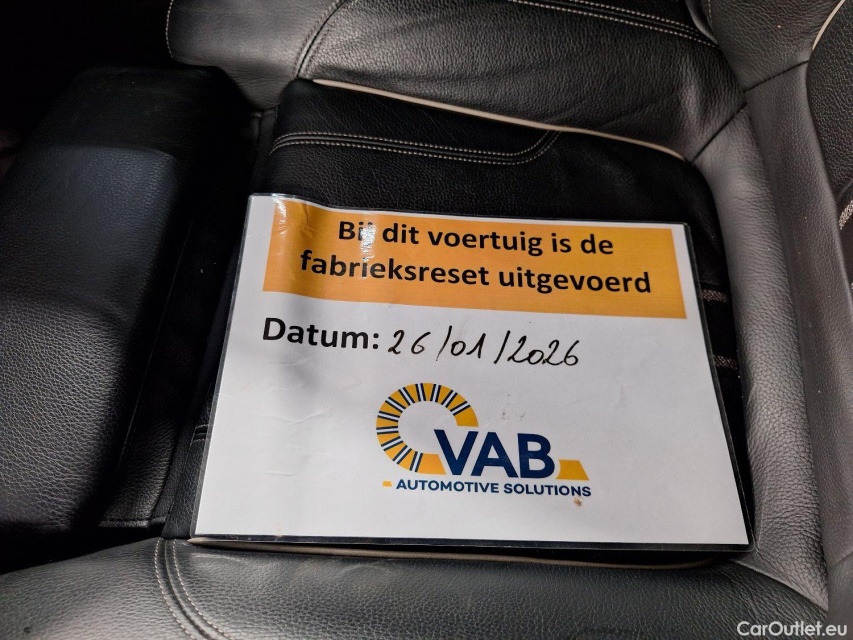 Bij dit voertuig is de
fabrieksreset uitgevoerd
Datum: 26/01/2026
VAB
AUTOMOTIVE SOLUTIONS
CarOutlet.eu